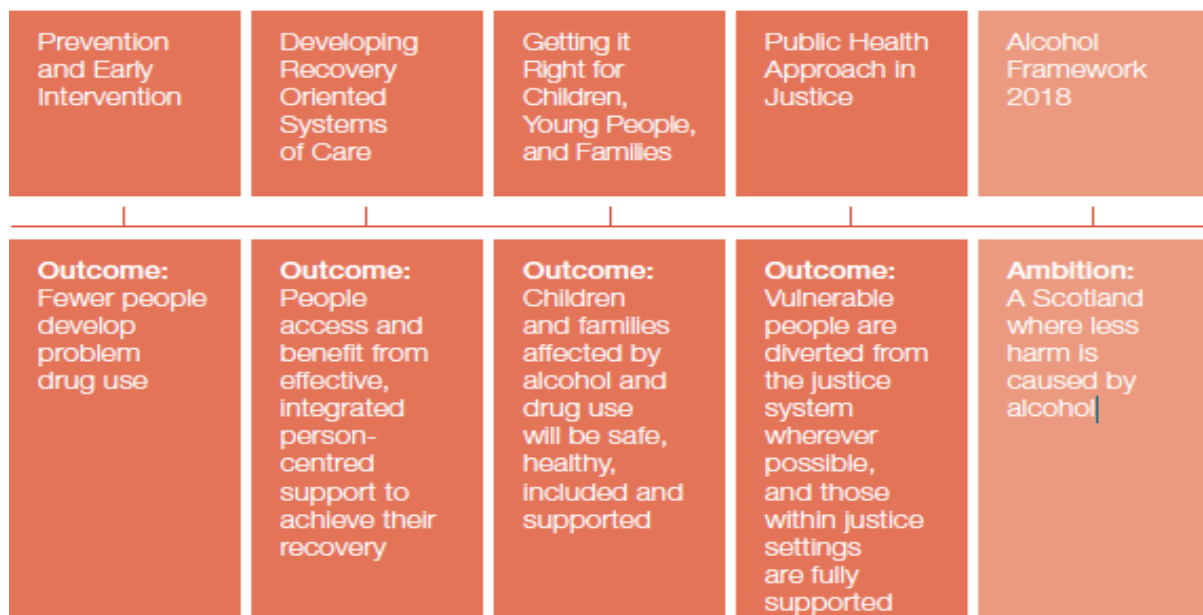 Prevention
and Early
Intervention
Developing
Recovery
Oriented
Systems
of Care
Getting it
Right for
Children,
Young People,
and Families
Public Health
Approach in
Justice
Alcohol
Framework
2018
Outcome:
Fewer people
develop
problem
drug use
Outcome:
People
access and
benefit from
effective,
integrated
person-
centred
support to
achieve their
recovery
Outcome:
Children
and families
affected by
alcohol and
drug use
will be safe,
healthy,
included and
supported
Outcome:
Vulnerable
people are
diverted from
the justice
system
wherever
possible,
and those
within justice
settings
are fully
supported
Ambition:
A Scotland
where less
harm is
caused by
alcohol